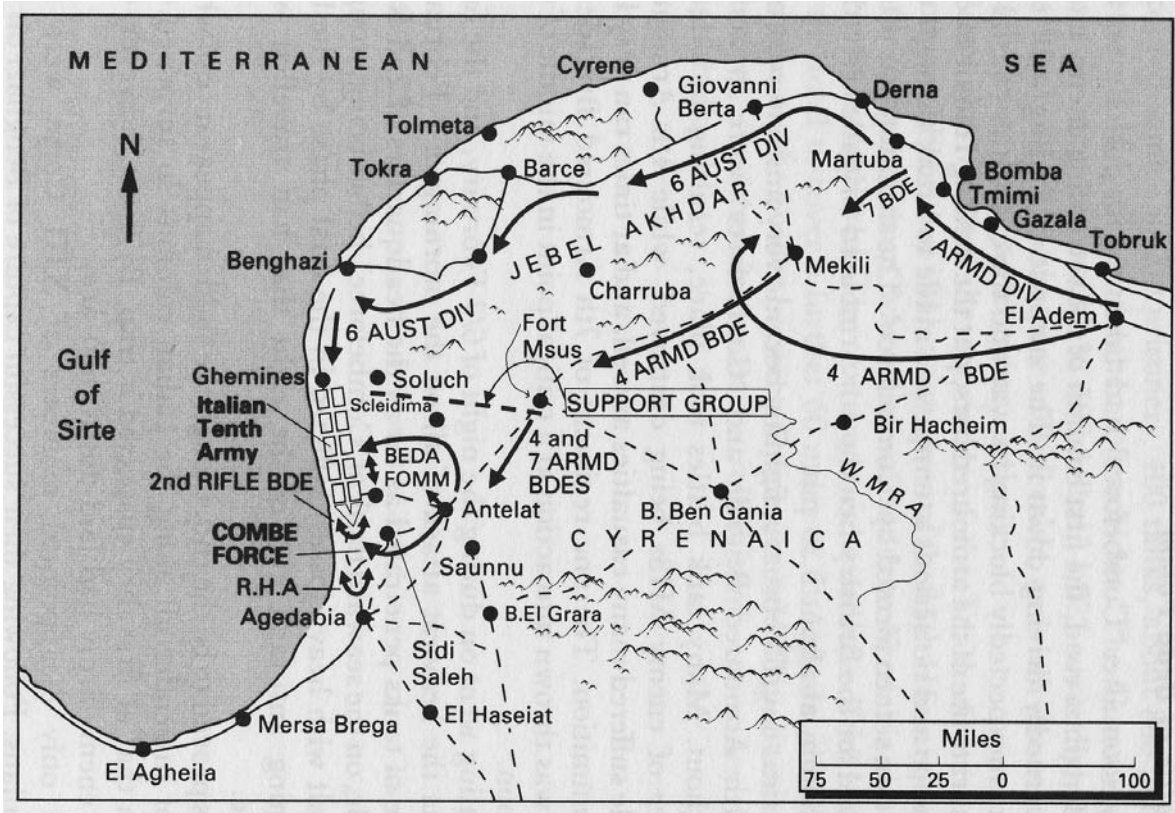 MEDITERRANEAN
SEA
N
Cyrene
Giovanni
Berta
Derna
Tolmeta
Tokra
Barce
Martuba
Bomba
Tmimi
Gazala
Tobruk
El Adem
6 AUST DIV
7 BDE
7 ARMD DIV
JEBEL AKHDAR
Benghazi
Charruba
Mekili
6 AUST DIV
4 ARMD BDE
4 ARMD BDE
Gulf
of
Sirte
Fort
Msus
Ghemines
Soluch
Scleidima
SUPPORT GROUP
Bir Hacheim
Italian
Tenth
Army
2nd RIFLE BDE
BEDA
FOMM
4 and
7 ARMD
BDES
W. MRA
Antelat
B. Ben Gania
COMBE
FORCE
CYRENAICA
R.H.A
Saunnu
Agedabia
B.El Grara
Sidi
Saleh
El Haseiat
Mersa Brega
El Agheila
Miles
75 50 25 0 100